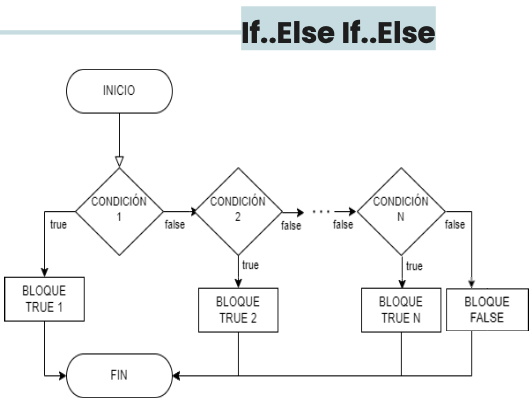 If..Else If..Else
INICIO
CONDICIÓN
1
CONDICIÓN
2
...
CONDICIÓN
N
true
false
false
false
false
true
true
BLOQUE
TRUE 1
BLOQUE
TRUE 2
BLOQUE
TRUE N
BLOQUE
FALSE
FIN